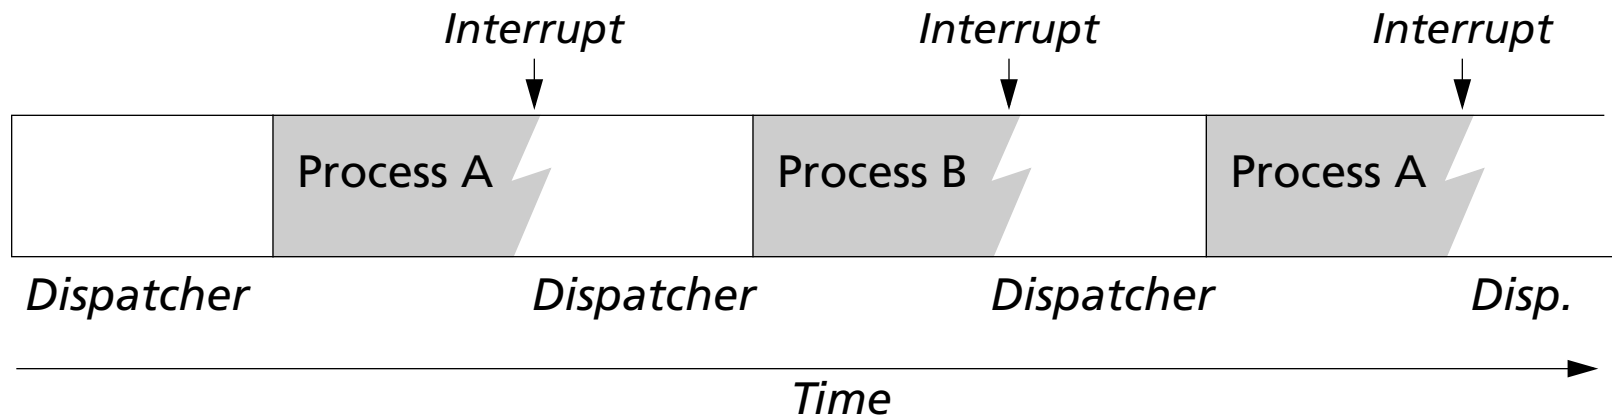 Interrupt Interrupt Interrupt
Process A Process B Process A
Dispatcher Dispatcher Dispatcher Disp.
Time